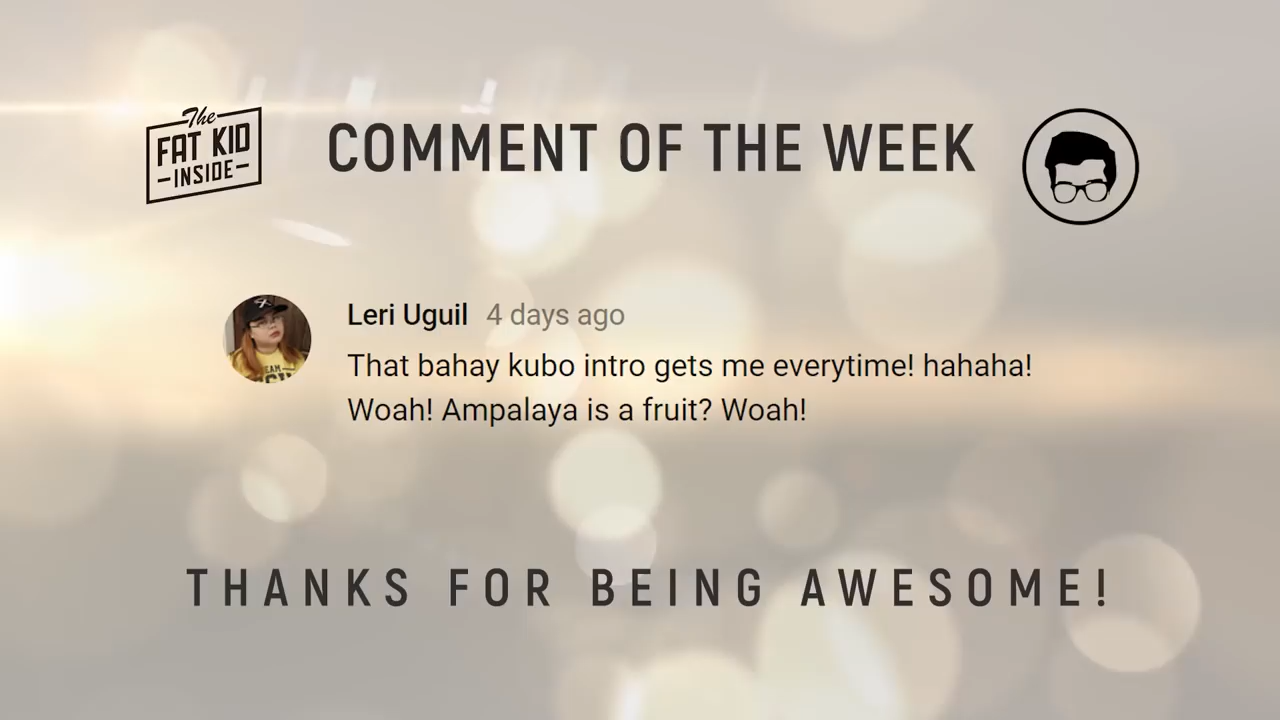 The
FAT KID
INSIDE
COMMENT OF THE WEEK
Leri Uguil 4 days ago
That bahay kubo intro gets me everytime! hahaha!
Woah! Ampalaya is a fruit? Woah!
THANKS FOR BEING AWESOME!